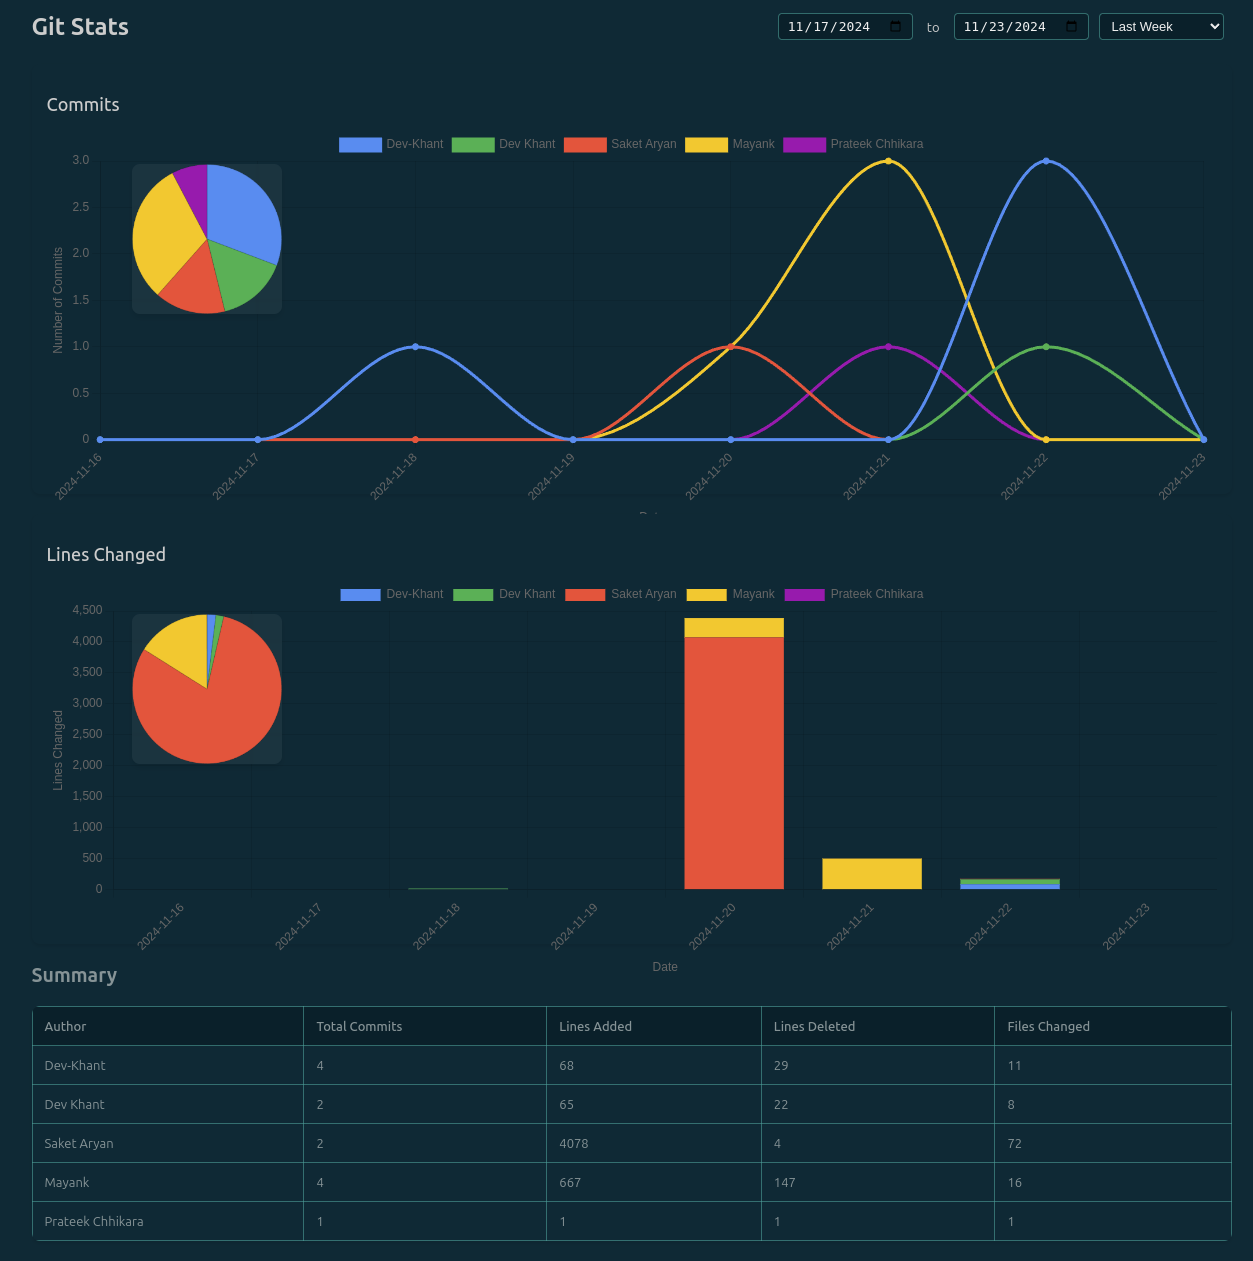 Git Stats
11/17/2024 to 11/23/2024 Last Week
Commits
Dev-Khant Dev Khant Saket Aryan Mayank Prateek Chhikara
3.0
2.5
2.0
1.5
1.0
0.5
0
Number of Commits
2024-11-16 2024-11-17 2024-11-18 2024-11-19 2024-11-20 2024-11-21 2024-11-22 2024-11-23
Lines Changed
Dev-Khant Dev Khant Saket Aryan Mayank Prateek Chhikara
4,500
4,000
3,500
3,000
2,500
2,000
1,500
1,000
500
0
Lines Changed
2024-11-16 2024-11-17 2024-11-18 2024-11-19 2024-11-20 2024-11-21 2024-11-22 2024-11-23
Date
Summary
Author Total Commits Lines Added Lines Deleted Files Changed
Dev-Khant 4 68 29 11
Dev Khant 2 65 22 8
Saket Aryan 2 4078 4 72
Mayank 4 667 147 16
Prateek Chhikara 1 1 1 1